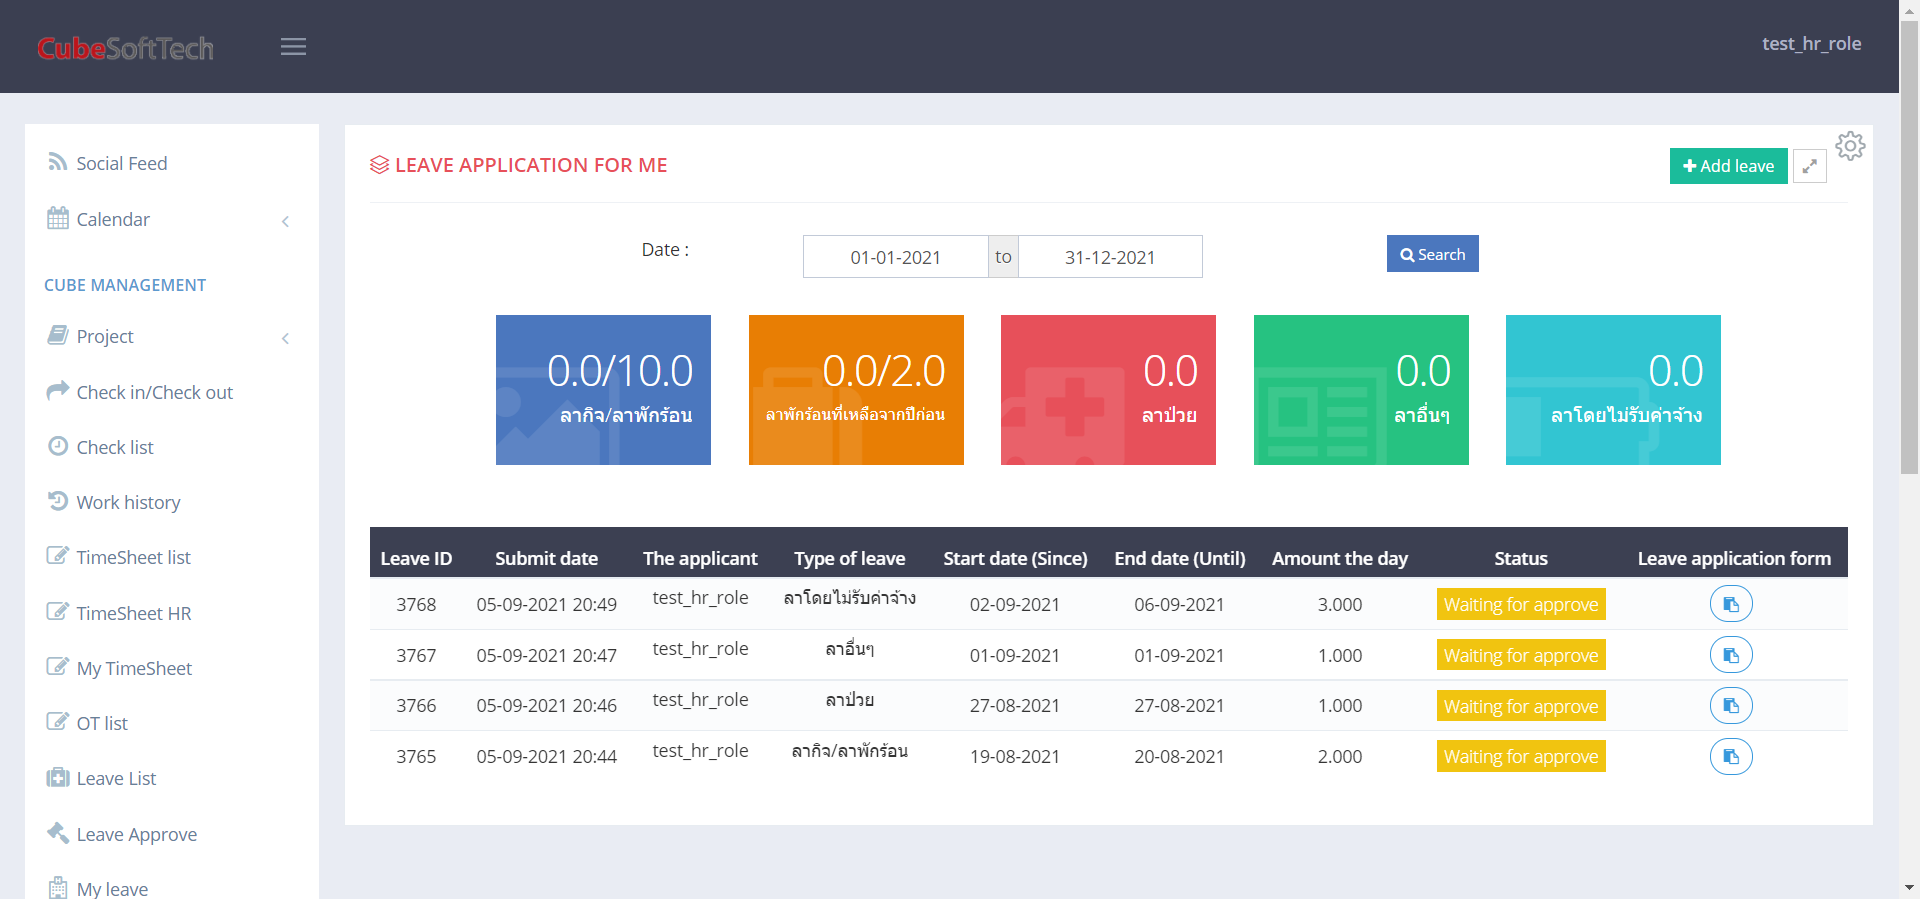 CubeSoftTech
test_hr_role
Social Feed
Calendar
CUBE MANAGEMENT
Project
Check in/Check out
Check list
Work history
TimeSheet list
TimeSheet HR
My TimeSheet
OT list
Leave List
Leave Approve
My leave
LEAVE APPLICATION FOR ME
Add leave
Date : 01-01-2021 to 31-12-2021 Search
0.0/10.0
ลากิจ/ลาพักร้อน
0.0/2.0
ลาพักร้อนที่เหลือจากปีก่อน
0.0
ลาป่วย
0.0
ลาอื่นๆ
0.0
ลาโดยไม่รับค่าจ้าง
Leave ID Submit date The applicant Type of leave Start date (Since) End date (Until) Amount the day Status Leave application form
3768 05-09-2021 20:49 test_hr_role ลาโดยไม่รับค่าจ้าง 02-09-2021 06-09-2021 3.000 Waiting for approve
3767 05-09-2021 20:47 test_hr_role ลาอื่นๆ 01-09-2021 01-09-2021 1.000 Waiting for approve
3766 05-09-2021 20:46 test_hr_role ลาป่วย 27-08-2021 27-08-2021 1.000 Waiting for approve
3765 05-09-2021 20:44 test_hr_role ลากิจ/ลาพักร้อน 19-08-2021 20-08-2021 2.000 Waiting for approve